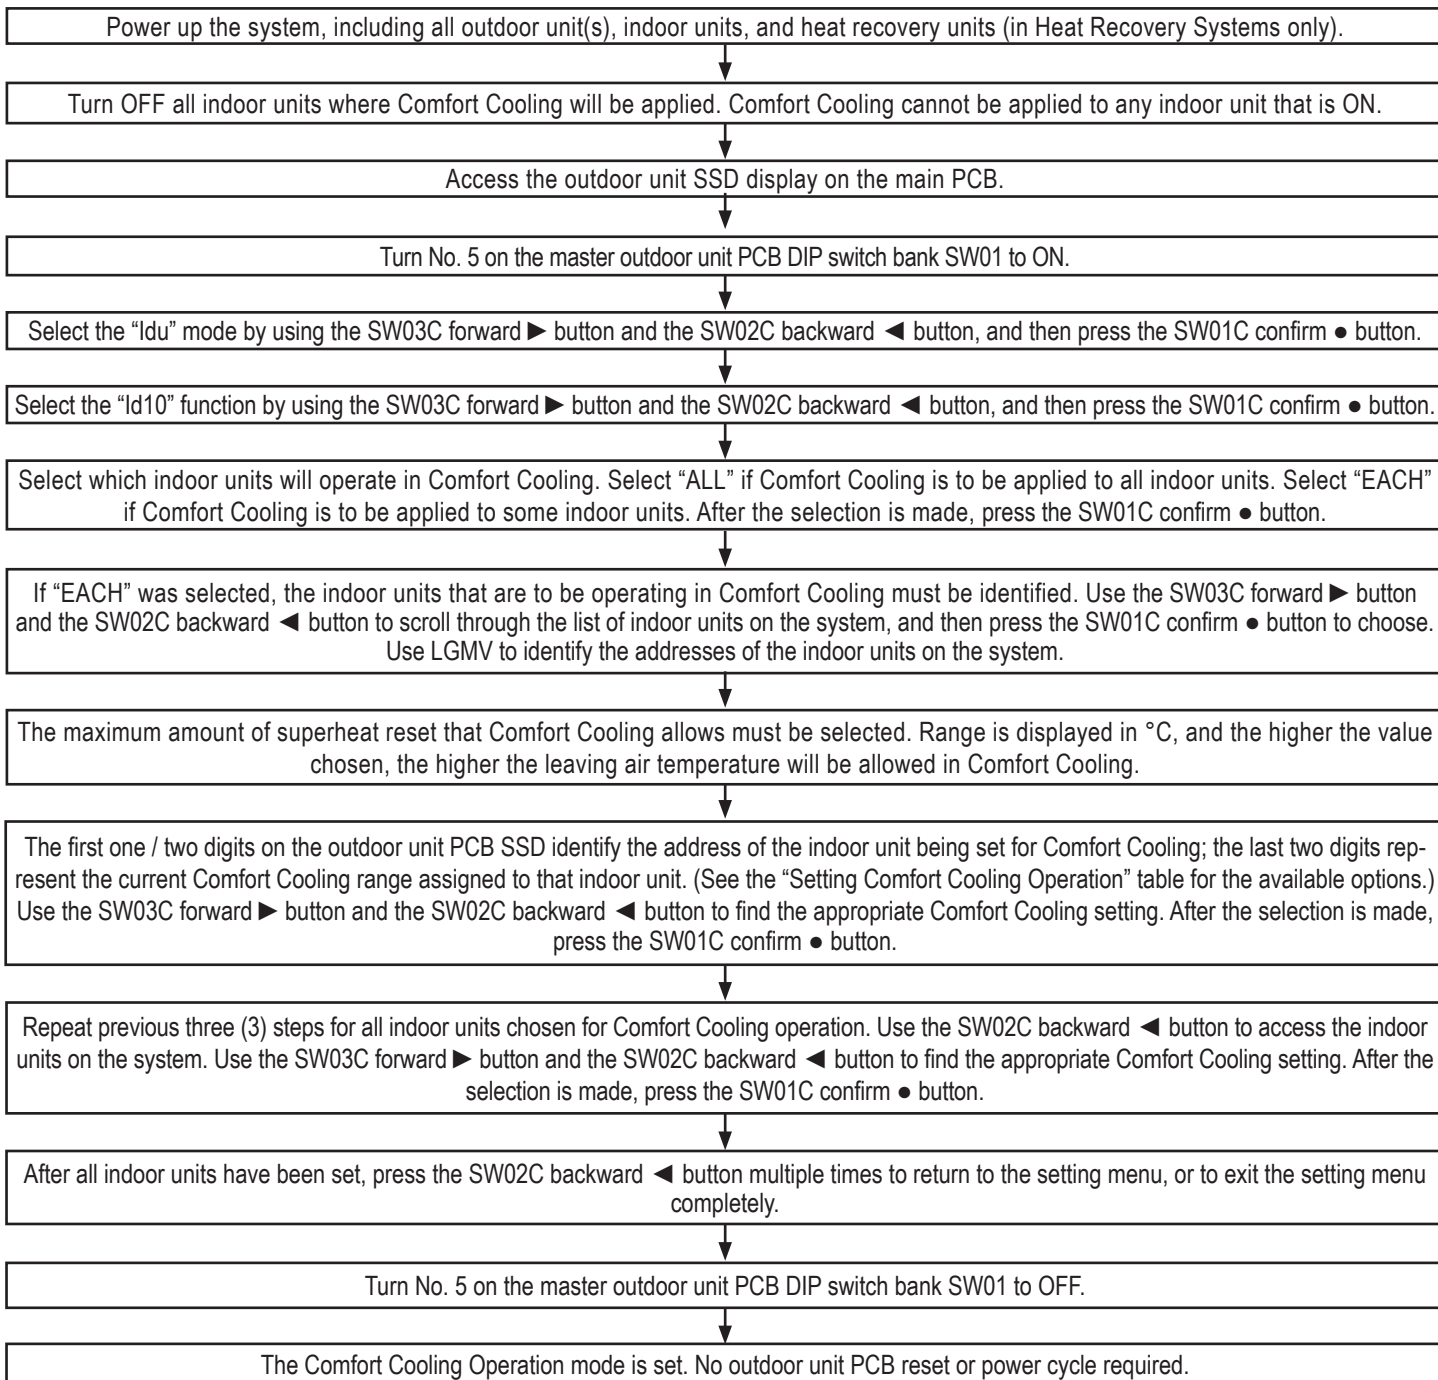 Power up the system, including all outdoor unit(s), indoor units, and heat recovery units (in Heat Recovery Systems only).
Turn OFF all indoor units where Comfort Cooling will be applied. Comfort Cooling cannot be applied to any indoor unit that is ON.
Access the outdoor unit SSD display on the main PCB.
Turn No. 5 on the master outdoor unit PCB DIP switch bank SW01 to ON.
Select the “Idu” mode by using the SW03C forward ► button and the SW02C backward ◄ button, and then press the SW01C confirm ● button.
Select the “Id10” function by using the SW03C forward ► button and the SW02C backward ◄ button, and then press the SW01C confirm ● button.
Select which indoor units will operate in Comfort Cooling. Select “ALL” if Comfort Cooling is to be applied to all indoor units. Select “EACH”
if Comfort Cooling is to be applied to some indoor units. After the selection is made, press the SW01C confirm ● button.
If “EACH” was selected, the indoor units that are to be operating in Comfort Cooling must be identified. Use the SW03C forward ► button
and the SW02C backward ◄ button to scroll through the list of indoor units on the system, and then press the SW01C confirm ● button to choose.
Use LGMV to identify the addresses of the indoor units on the system.
The maximum amount of superheat reset that Comfort Cooling allows must be selected. Range is displayed in °C, and the higher the value
chosen, the higher the leaving air temperature will be allowed in Comfort Cooling.
The first one / two digits on the outdoor unit PCB SSD identify the address of the indoor unit being set for Comfort Cooling; the last two digits rep-
resent the current Comfort Cooling range assigned to that indoor unit. (See the “Setting Comfort Cooling Operation” table for the available options.)
Use the SW03C forward ► button and the SW02C backward ◄ button to find the appropriate Comfort Cooling setting. After the selection is made,
press the SW01C confirm ● button.
Repeat previous three (3) steps for all indoor units chosen for Comfort Cooling operation. Use the SW02C backward ◄ button to access the indoor
units on the system. Use the SW03C forward ► button and the SW02C backward ◄ button to find the appropriate Comfort Cooling setting. After the
selection is made, press the SW01C confirm ● button.
After all indoor units have been set, press the SW02C backward ◄ button multiple times to return to the setting menu, or to exit the setting menu
completely.
Turn No. 5 on the master outdoor unit PCB DIP switch bank SW01 to OFF.
The Comfort Cooling Operation mode is set. No outdoor unit PCB reset or power cycle required.